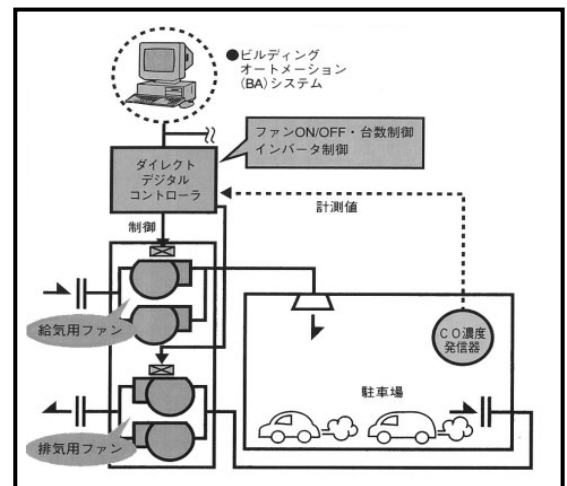 ●ビルディング
オートメーション
(BA)システム
ファンON/OFF・台数制御
インバータ制御
ダイレクト
デジタル
コントローラ
計測値
制御
給気用ファン
CO濃度
発信器
駐車場
排気用ファン